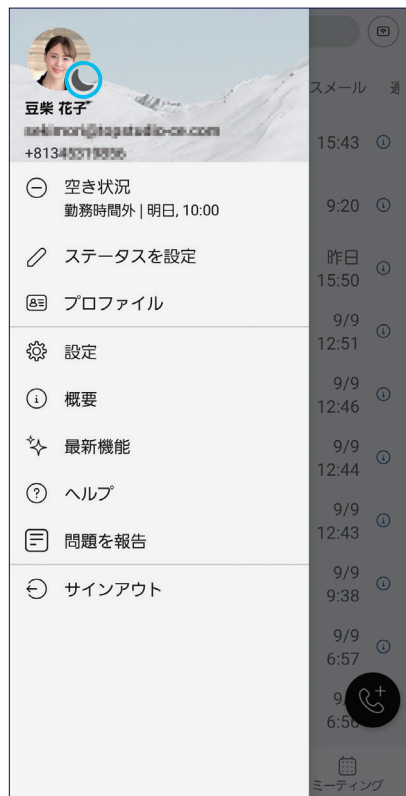 豆柴 花子
+813
空き状況
勤務時間外 | 明日, 10:00
ステータスを設定
プロファイル
設定
概要
最新機能
ヘルプ
問題を報告
サインアウト
スメール
15:43
9:20
昨日
15:50
9/9
12:51
9/9
12:46
9/9
12:44
9/9
12:43
9/9
9:38
9/9
6:57
6:56
ミーティング